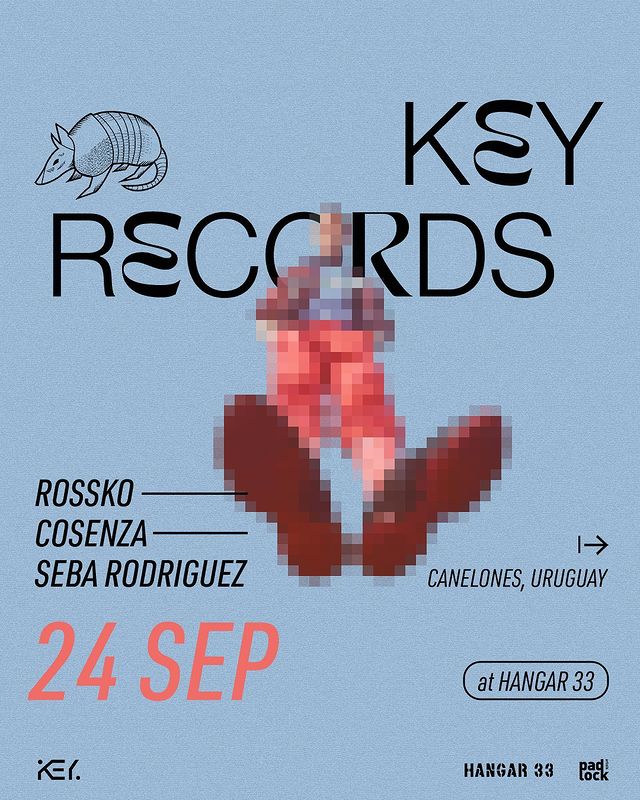 KEY
RECORDS
ROSSKO
COSENZA
SEBA RODRIGUEZ
CANELONES, URUGUAY
24 SEP
at HANGAR 33
KEY.
HANGAR 33
pad
lock